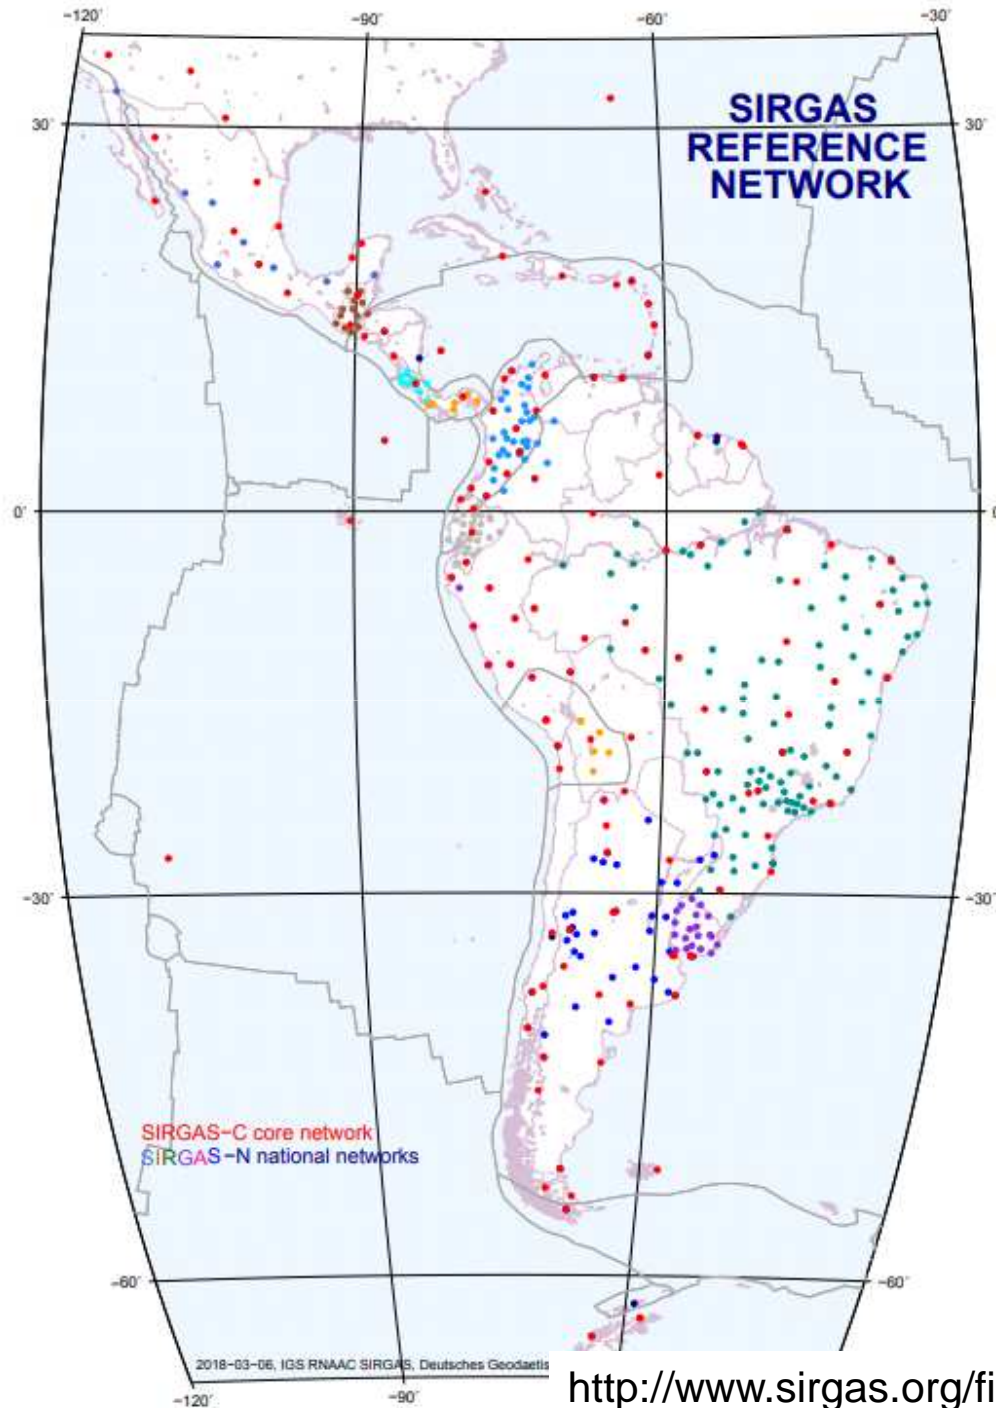 −120˚
−90˚
−60˚
−30˚
30˚
30˚
SIRGAS
REFERENCE
NETWORK
0˚
0
−30˚
−30˚
SIRGAS−C core network
SIRGAS−N national networks
−60˚
−60˚
2018−03−06, IGS RNAAC SIRGAS, Deutsches Geodaetis
−120˚
−90˚
http://www.sirgas.org/fi